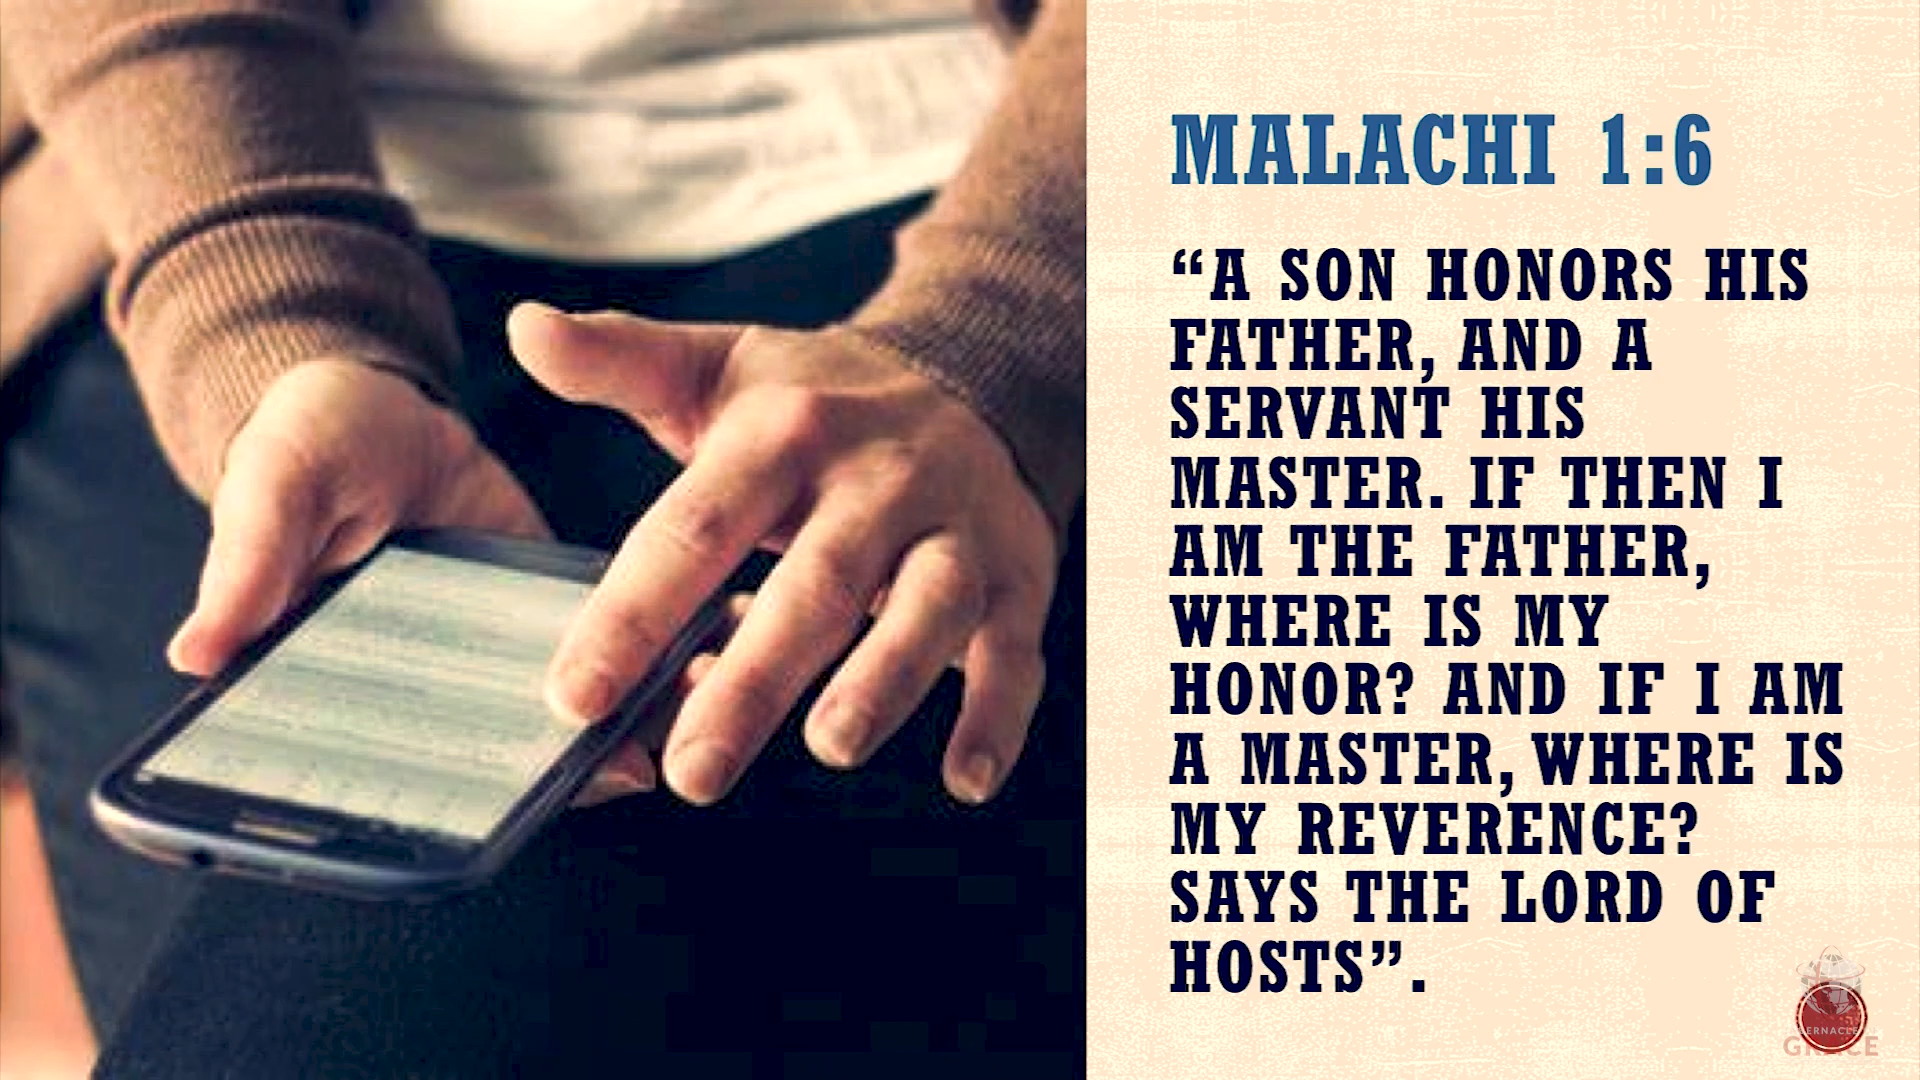 MALACHI 1:6
“A SON HONORS HIS
FATHER, AND A
SERVANT HIS
MASTER. IF THEN I
AM THE FATHER,
WHERE IS MY
HONOR? AND IF I AM
A MASTER, WHERE IS
MY REVERENCE?
SAYS THE LORD OF
HOSTS”.
GRACE